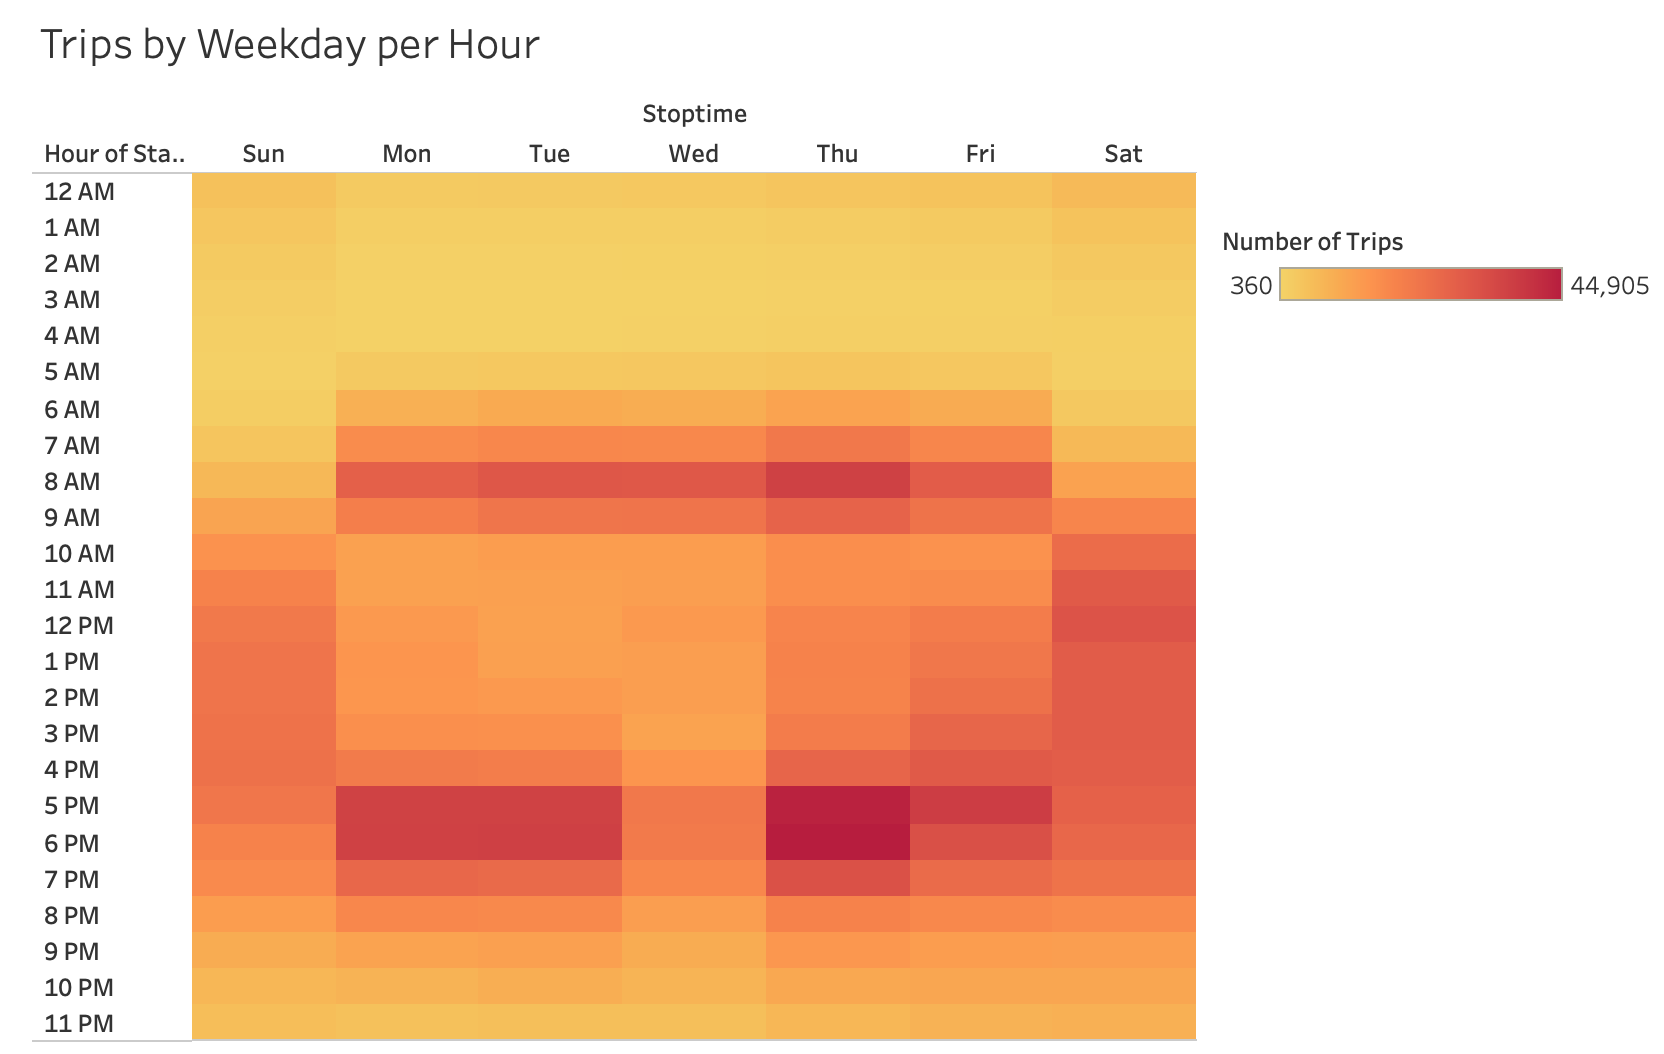 Trips by Weekday per Hour
Stoptime
Hour of Sta.. Sun Mon Tue Wed Thu Fri Sat
12 AM
1 AM
Number of Trips
2 AM
360 44,905
3 AM
4 AM
5 AM
6 AM
7 AM
8 AM
9 AM
10 AM
11 AM
12 PM
1 PM
2 PM
3 PM
4 PM
5 PM
6 PM
7 PM
8 PM
9 PM
10 PM
11 PM